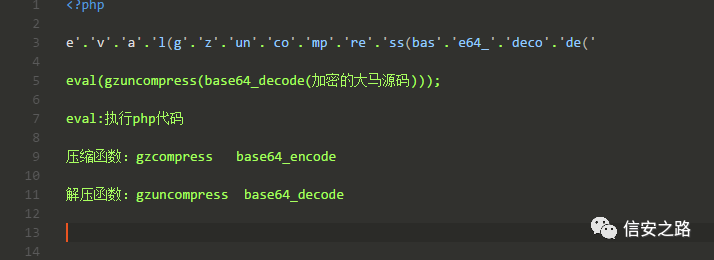 1 <?php
2
3 e'.'v'.'a'.'l(g'.'z'.'un'.'co'.'mp'.'re'.'ss(bas'.'e64_'.'deco'.'de('
4
5 eval(gzuncompress(base64_decode(加密的大马源码)));
6
7 eval:执行php代码
8
9 压缩函数：gzcompress   base64_encode
10
11 解压函数：gzuncompress  base64_decode
12
13
14
信安之路